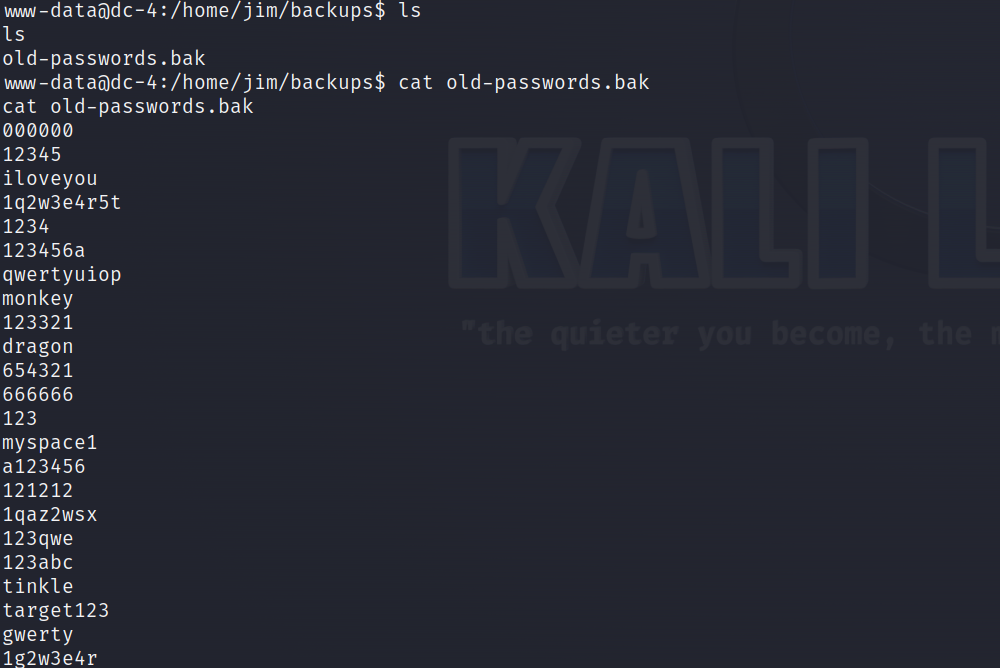 www-data@dc-4:/home/jim/backups$ ls
ls
old-passwords.bak
www-data@dc-4:/home/jim/backups$ cat old-passwords.bak
cat old-passwords.bak
000000
12345
iloveyou
1q2w3e4r5t
1234
123456a
qwertyuiop
monkey
123321
dragon
654321
666666
123
myspace1
a123456
121212
1qaz2wsx
123qwe
123abc
tinkle
target123
gwerty
1g2w3e4r
KALI L
"the quieter you become, the m